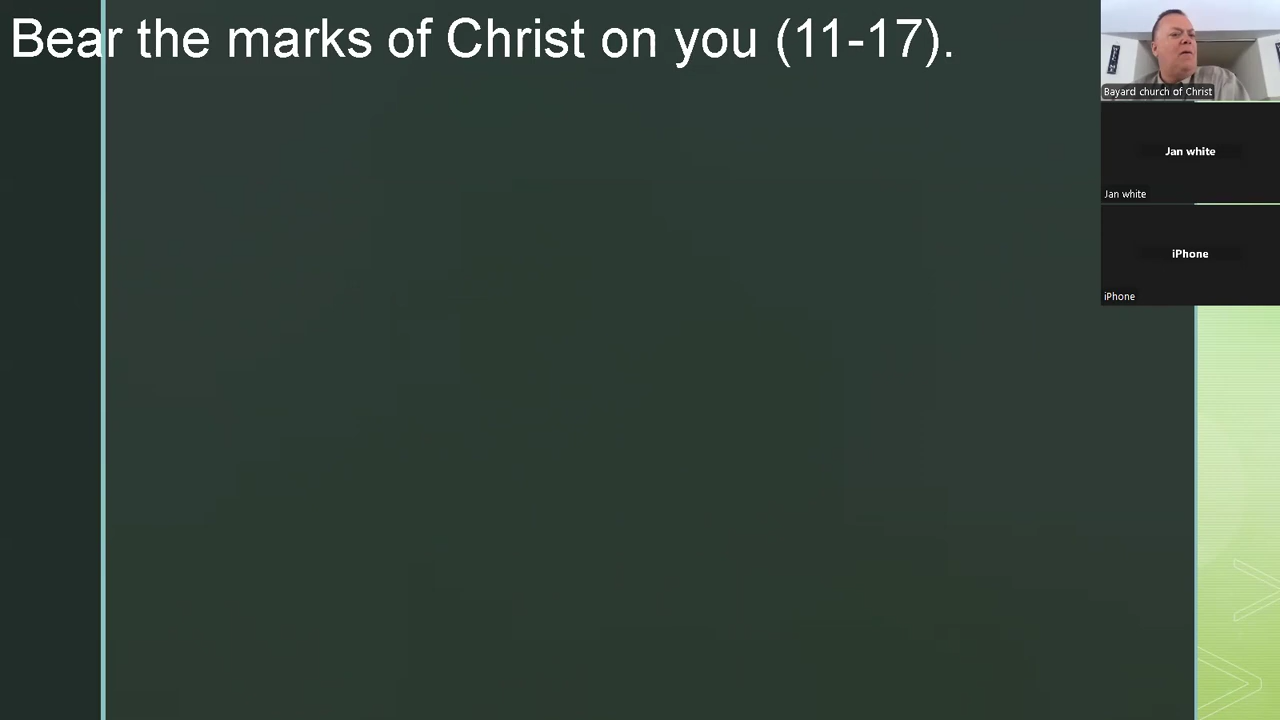 Bear the marks of Christ on you (11-17).
Bayard church of Christ
Jan white
Jan white
iPhone
iPhone